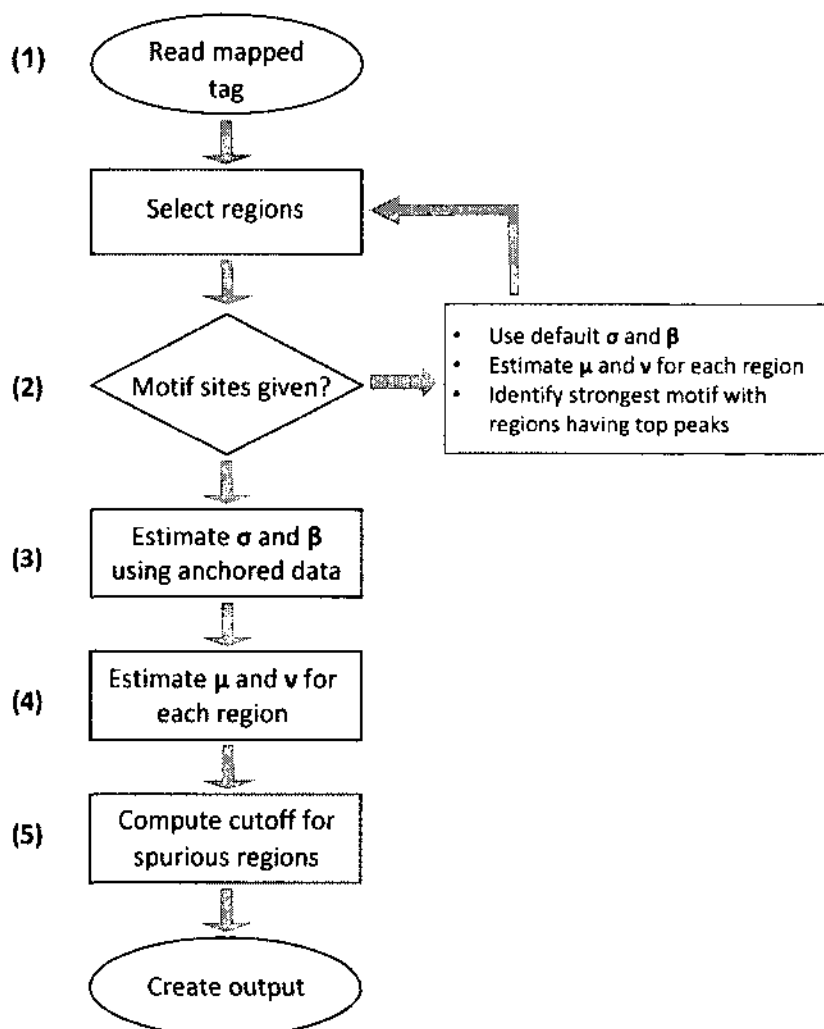 (1)
Read mapped
tag
Select regions
(2)
Motif sites given?
• Use default σ and β
• Estimate μ and ν for each region
• Identify strongest motif with
regions having top peaks
(3)
Estimate σ and β
using anchored data
(4)
Estimate μ and ν for
each region
(5)
Compute cutoff for
spurious regions
Create output